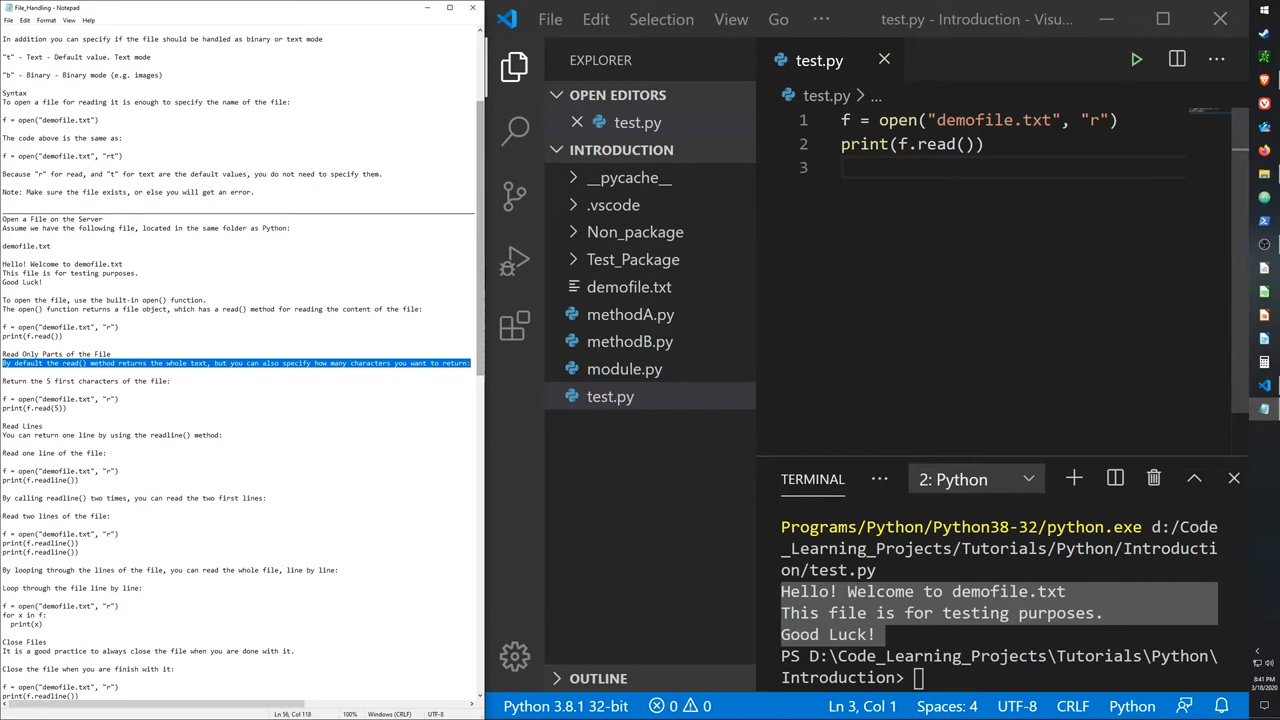 File_Handling - Notepad
File Edit Format View Help
In addition you can specify if the file should be handled as binary or text mode
"t" - Text - Default value. Text mode
"b" - Binary - Binary mode (e.g. images)
Syntax
To open a file for reading it is enough to specify the name of the file:
f = open("demofile.txt")
The code above is the same as:
f = open("demofile.txt", "rt")
Because "r" for read, and "t" for text are the default values, you do not need to specify them.
Note: Make sure the file exists, or else you will get an error.
Open a File on the Server
Assume we have the following file, located in the same folder as Python:
demofile.txt
Hello! Welcome to demofile.txt
This file is for testing purposes.
Good Luck!
To open the file, use the built-in open() function.
The open() function returns a file object, which has a read() method for reading the content of the file:
f = open("demofile.txt", "r")
print(f.read())
Read Only Parts of the File
By default the read() method returns the whole text, but you can also specify how many characters you want to return:
Return the 5 first characters of the file:
f = open("demofile.txt", "r")
print(f.read(5))
Read Lines
You can return one line by using the readline() method:
Read one line of the file:
f = open("demofile.txt", "r")
print(f.readline())
By calling readline() two times, you can read the two first lines:
Read two lines of the file:
f = open("demofile.txt", "r")
print(f.readline())
print(f.readline())
By looping through the lines of the file, you can read the whole file, line by line:
Loop through the file line by line:
f = open("demofile.txt", "r")
for x in f:
  print(x)
Close Files
It is a good practice to always close the file when you are done with it.
Close the file when you are finish with it:
f = open("demofile.txt", "r")
print(f.readline())
Ln 56, Col 118 100% Windows (CRLF) UTF-8
File Edit Selection View Go ··· test.py - Introduction - Visu...
EXPLORER
OPEN EDITORS
test.py
INTRODUCTION
__pycache__
.vscode
Non_package
Test_Package
demofile.txt
methodA.py
methodB.py
module.py
test.py
OUTLINE
test.py
test.py > ...
1 f = open("demofile.txt", "r")
2 print(f.read())
3
TERMINAL ··· 2: Python
Programs/Python/Python38-32/python.exe d:/Code
_Learning_Projects/Tutorials/Python/Introducti
on/test.py
Hello! Welcome to demofile.txt
This file is for testing purposes.
Good Luck!
PS D:\Code_Learning_Projects\Tutorials\Python\
Introduction>
Python 3.8.1 32-bit 0 0 Ln 3, Col 1 Spaces: 4 UTF-8 CRLF Python
8:41 PM
3/18/2020